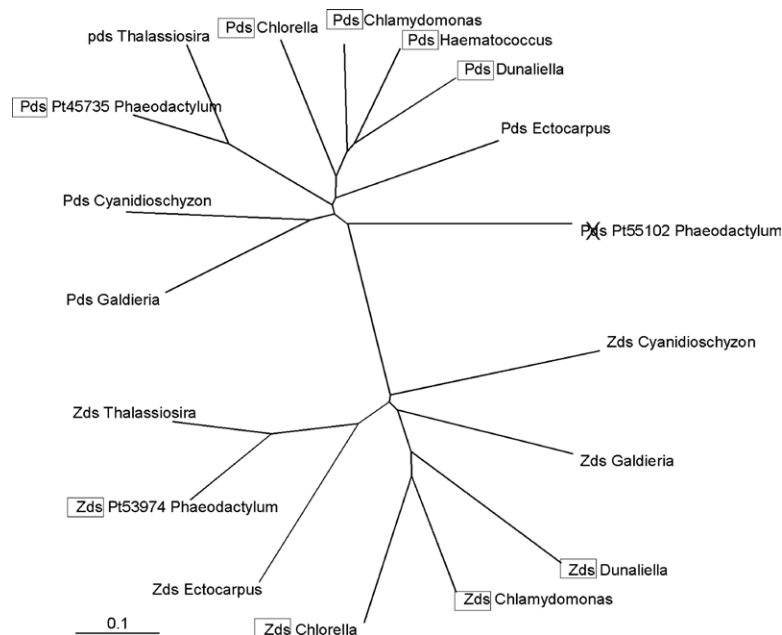 Pds Chlamydomonas
Pds Chlorella
pds Thalassiosira
Pds Haematococcus
Pds Dunaliella
Pds Pt45735 Phaeodactylum
Pds Ectocarpus
Pds Cyanidioschyzon
Pds Pt55102 Phaeodactylum
Pds Galdieria
Zds Cyanidioschyzon
Zds Thalassiosira
Zds Galdieria
Zds Pt53974 Phaeodactylum
Zds Dunaliella
Zds Ectocarpus
Zds Chlamydomonas
0.1
Zds Chlorella